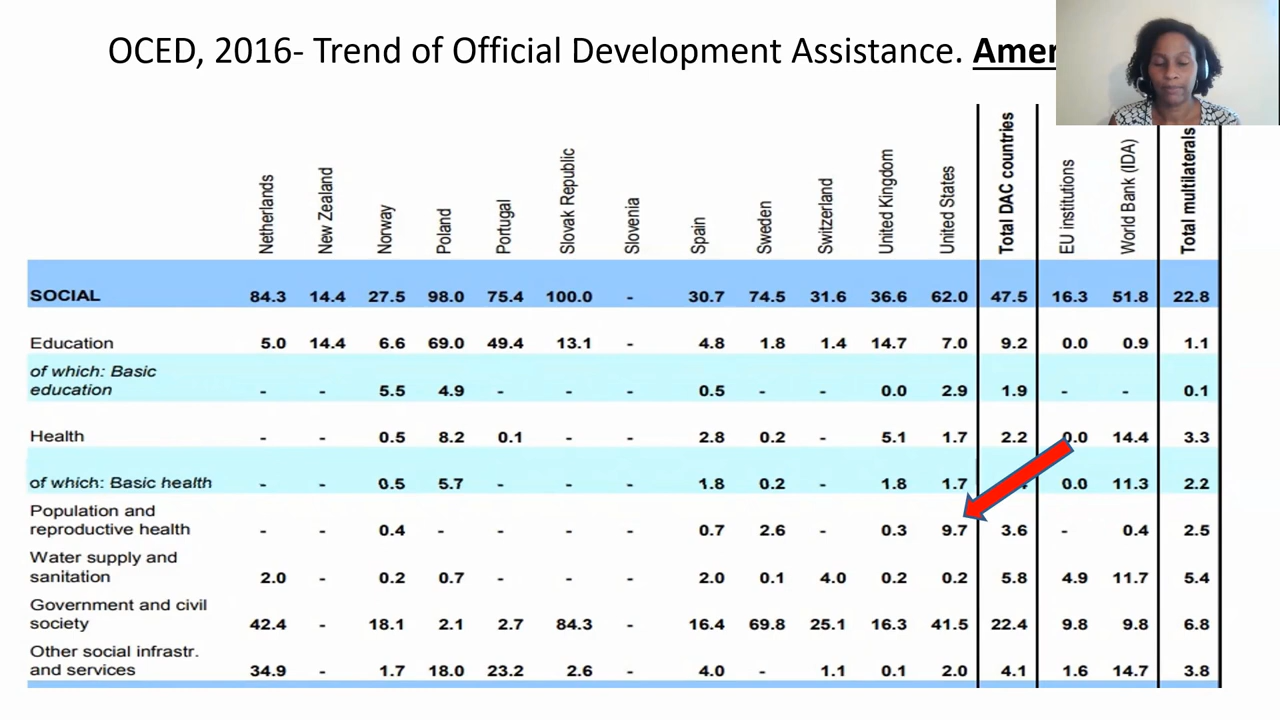 OCED, 2016- Trend of Official Development Assistance. Amer
Netherlands New Zealand Norway Poland Portugal Slovak Republic Slovenia Spain Sweden Switzerland United Kingdom United States Total DAC countries EU institutions World Bank (IDA) Total multilaterals
SOCIAL 84.3 14.4 27.5 98.0 75.4 100.0 - 30.7 74.5 31.6 36.6 62.0 47.5 16.3 51.8 22.8
Education 5.0 14.4 6.6 69.0 49.4 13.1 - 4.8 1.8 1.4 14.7 7.0 9.2 0.0 0.9 1.1
of which: Basic
education - - 5.5 4.9 - - - 0.5 - - 0.0 2.9 1.9 - - 0.1
Health - - 0.5 8.2 0.1 - - 2.8 0.2 - 5.1 1.7 2.2 0.0 14.4 3.3
of which: Basic health - - 0.5 5.7 - - - 1.8 0.2 - 1.8 1.7 0.0 11.3 2.2
Population and
reproductive health - - 0.4 - - - - 0.7 2.6 - 0.3 9.7 3.6 - 0.4 2.5
Water supply and
sanitation 2.0 - 0.2 0.7 - - - 2.0 0.1 4.0 0.2 0.2 5.8 4.9 11.7 5.4
Government and civil
society 42.4 - 18.1 2.1 2.7 84.3 - 16.4 69.8 25.1 16.3 41.5 22.4 9.8 9.8 6.8
Other social infrastr.
and services 34.9 - 1.7 18.0 23.2 2.6 - 4.0 - 1.1 0.1 2.0 4.1 1.6 14.7 3.8